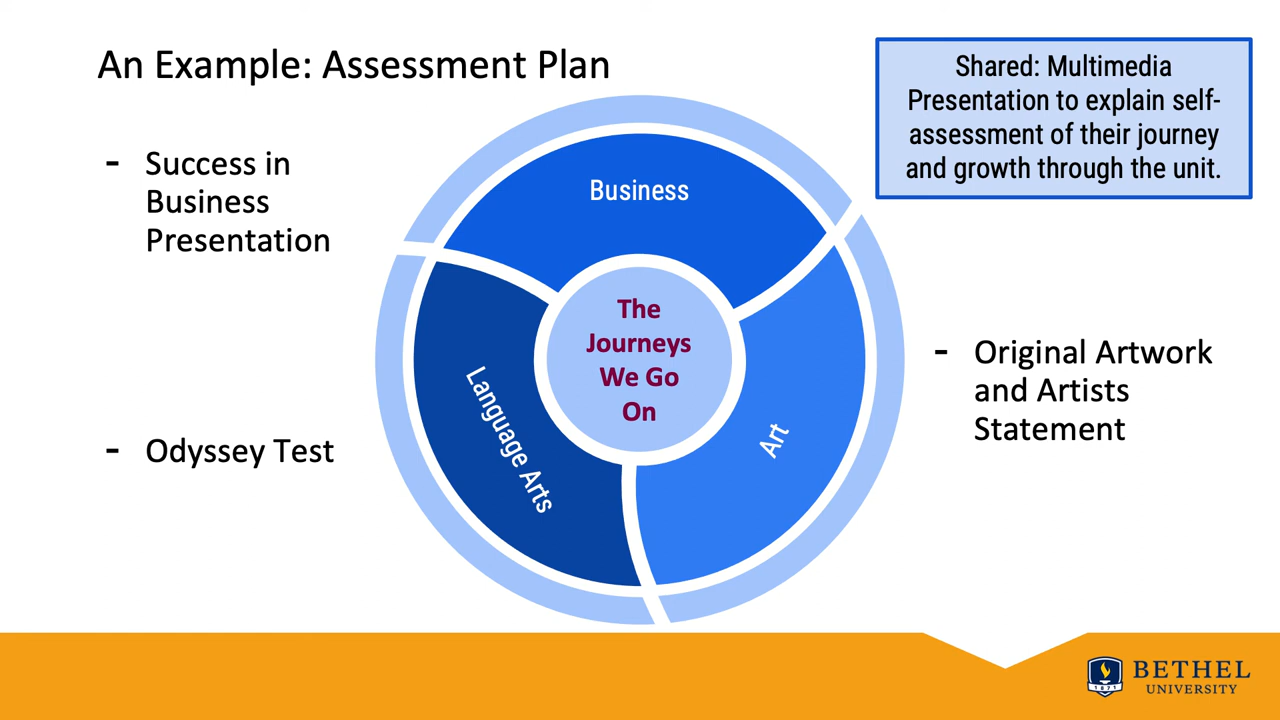 An Example: Assessment Plan
Shared: Multimedia
Presentation to explain self-
assessment of their journey
and growth through the unit.
- Success in
Business
Presentation
Business
The
Journeys
We Go
On
Language Arts
Art
- Original Artwork
and Artists
Statement
- Odyssey Test
1871
BETHEL
UNIVERSITY